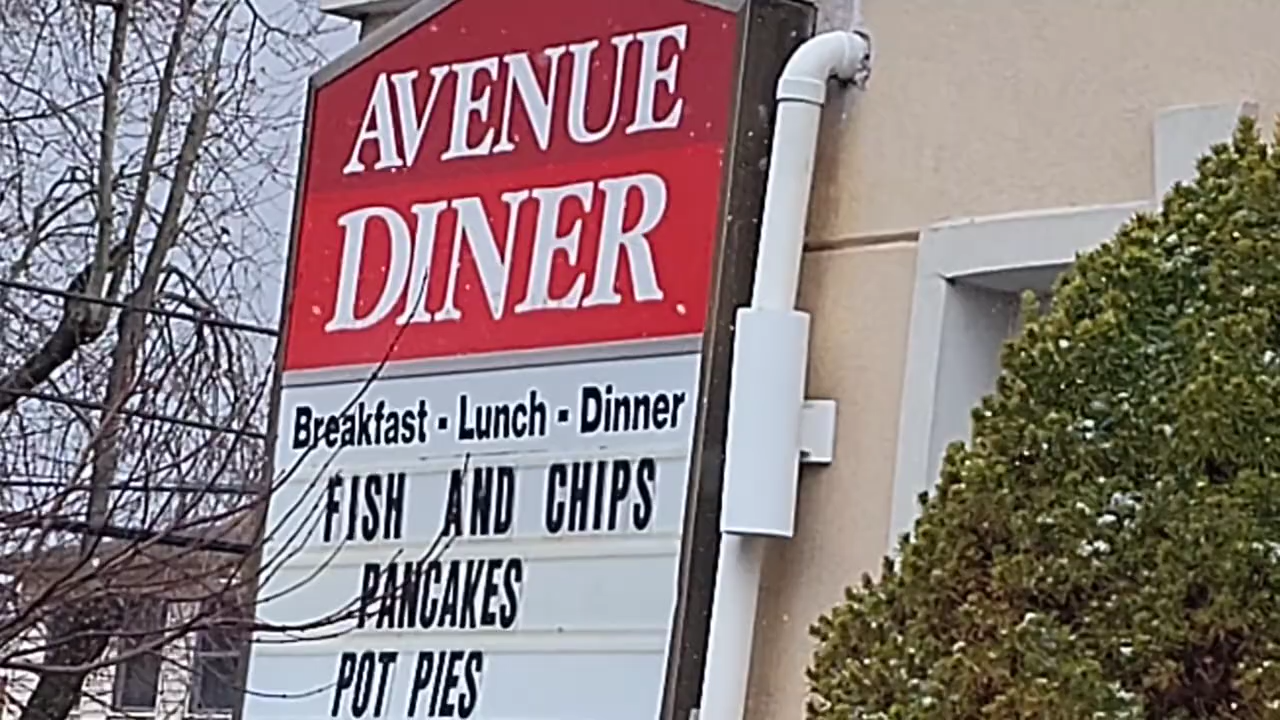 AVENUE
DINER
Breakfast - Lunch - Dinner
FISH AND CHIPS
PANCAKES
POT PIES